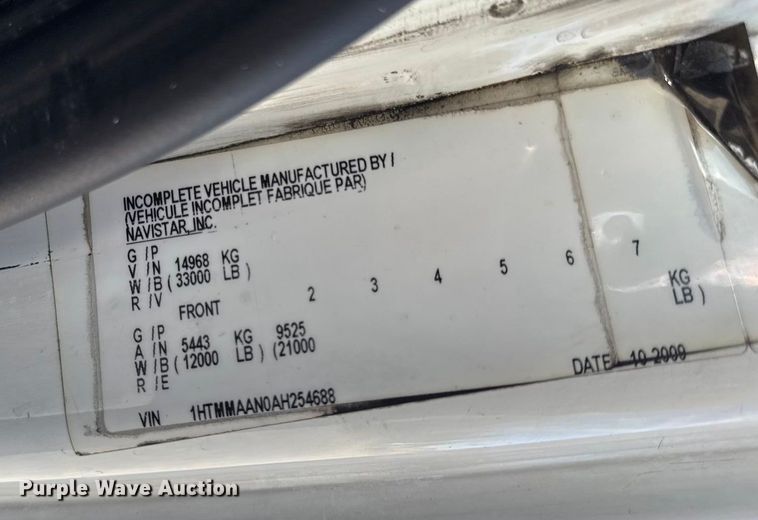 INCOMPLETE VEHICLE MANUFACTURED BY I
(VEHICULE INCOMPLET FABRIQUE PAR)
NAVISTAR, INC.
G /P
V /N 14968 KG
W /B ( 33000 LB )
R /V
FRONT 2 3 4 5 6 7
G /P
A /N 5443 KG 9525 KG
W /B ( 12000 LB ) (21000 LB )
R /E
VIN 1HTMMAAN0AH254688
DATE 10-2009
Purple Wave Auction